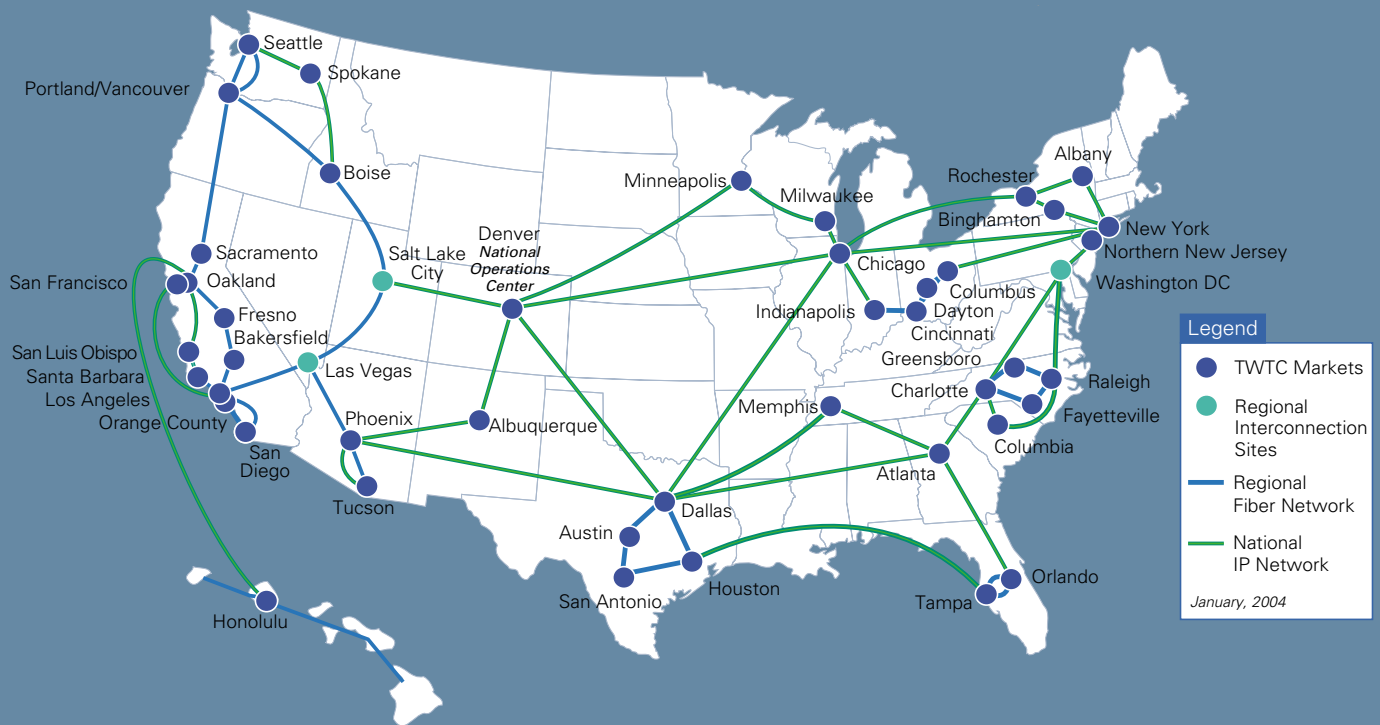 Seattle
Spokane
Portland/Vancouver
Boise
Minneapolis
Milwaukee
Albany
Rochester
Binghamton
New York
Northern New Jersey
Washington DC
Sacramento
Salt Lake
City
Denver
National
Operations
Center
Chicago
San Francisco
Oakland
Columbus
Indianapolis
Dayton
Cincinnati
Fresno
Bakersfield
San Luis Obispo
Santa Barbara
Los Angeles
Orange County
Las Vegas
San
Diego
Phoenix
Albuquerque
Tucson
Greensboro
Charlotte
Raleigh
Fayetteville
Columbia
Memphis
Atlanta
Dallas
Austin
San Antonio
Houston
Orlando
Tampa
Honolulu
Legend
TWTC Markets
Regional
Interconnection
Sites
Regional
Fiber Network
National
IP Network
January, 2004